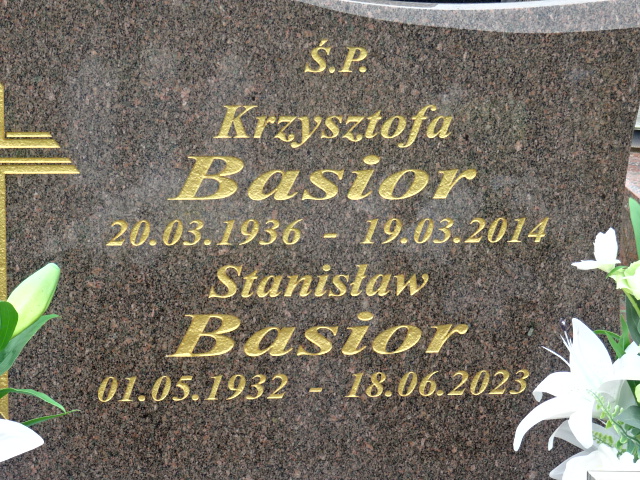 Ś.P.
Krzysztofa
Basior
20.03.1936 - 19.03.2014
Stanisław
Basior
01.05.1932 - 18.06.2023